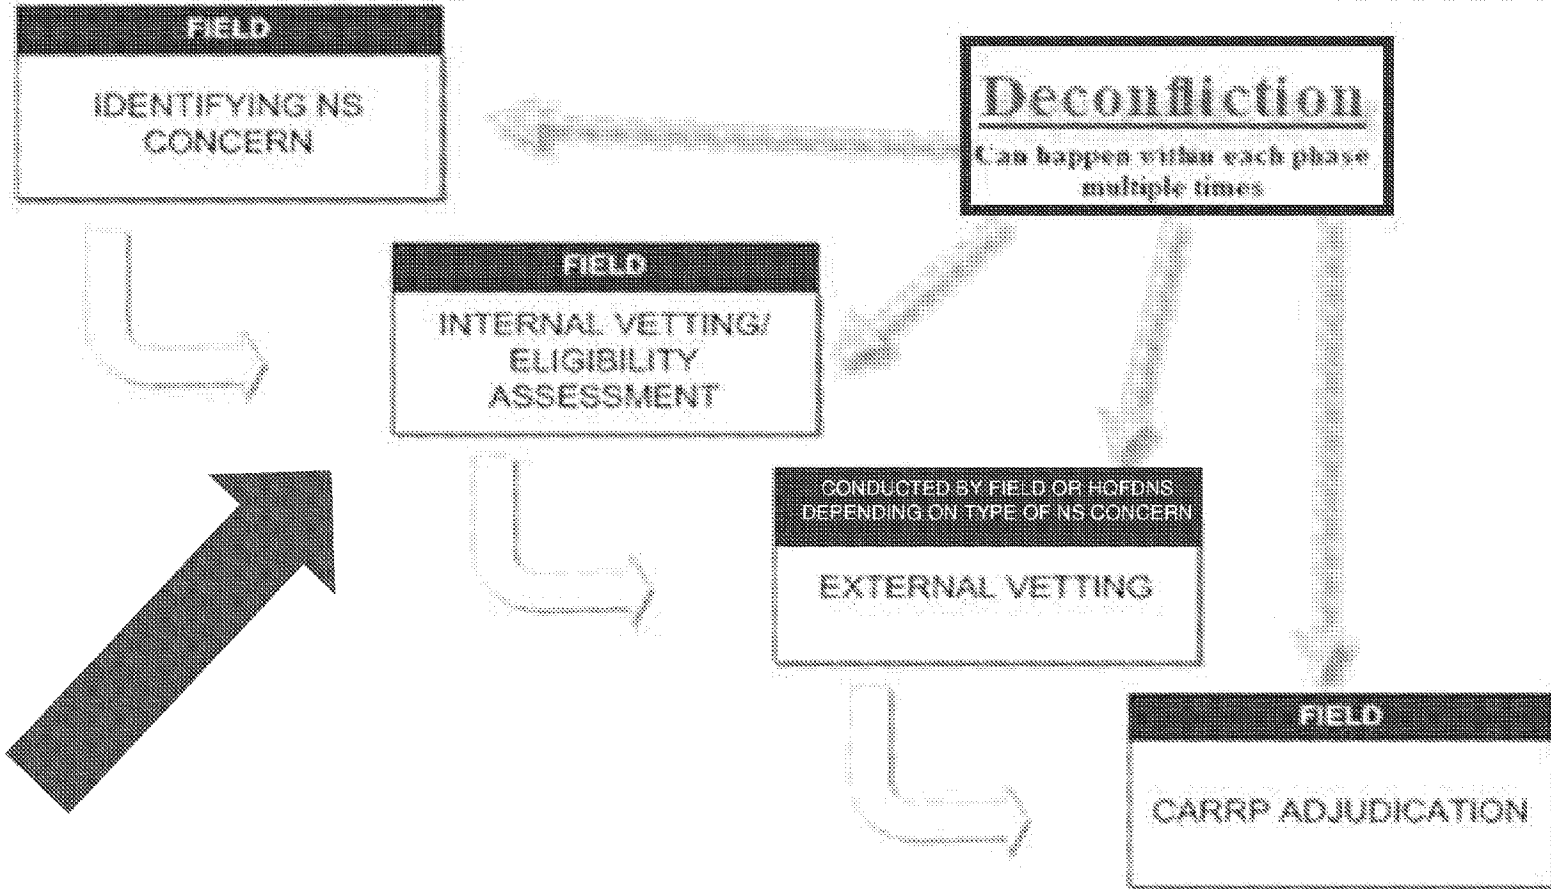 FIELD
IDENTIFYING NS
CONCERN
Deconfliction
Can happen within each phase
multiple times
FIELD
INTERNAL VETTING/
ELIGIBILITY
ASSESSMENT
CONDUCTED BY FIELD OR HQFDNS
DEPENDING ON TYPE OF NS CONCERN
EXTERNAL VETTING
FIELD
CARRP ADJUDICATION